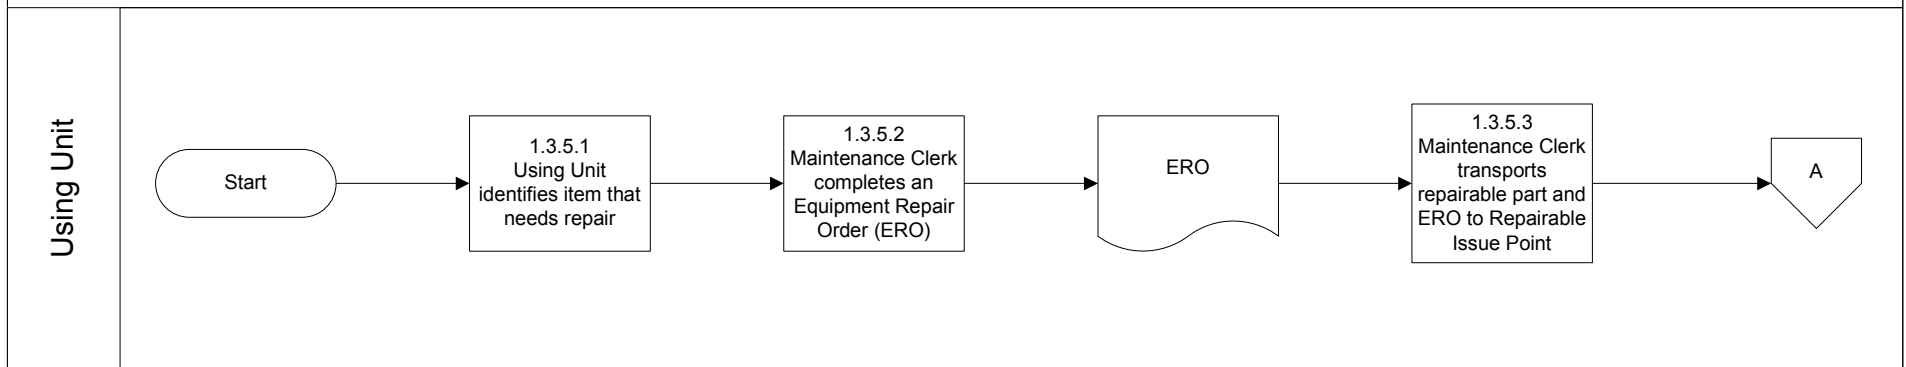 Using Unit
Start
1.3.5.1
Using Unit
identifies item that
needs repair
1.3.5.2
Maintenance Clerk
completes an
Equipment Repair
Order (ERO)
ERO
1.3.5.3
Maintenance Clerk
transports
repairable part and
ERO to Repairable
Issue Point
A